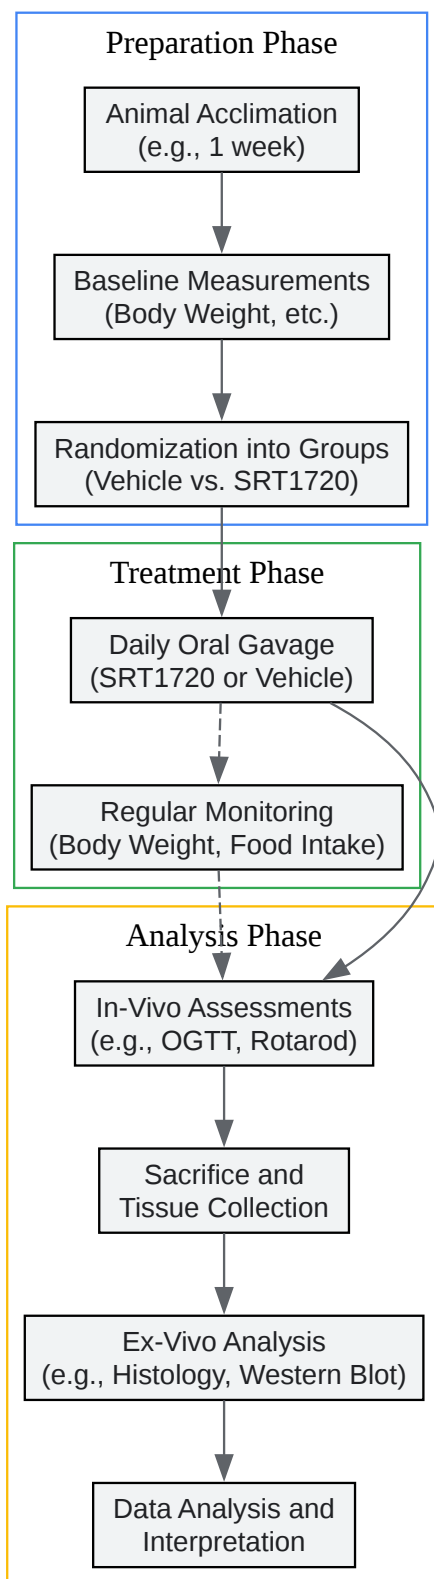 Preparation Phase
Animal Acclimation
(e.g., 1 week)
Baseline Measurements
(Body Weight, etc.)
Randomization into Groups
(Vehicle vs. SRT1720)
Treatment Phase
Daily Oral Gavage
(SRT1720 or Vehicle)
Regular Monitoring
(Body Weight, Food Intake)
Analysis Phase
In-Vivo Assessments
(e.g., OGTT, Rotarod)
Sacrifice and
Tissue Collection
Ex-Vivo Analysis
(e.g., Histology, Western Blot)
Data Analysis and
Interpretation